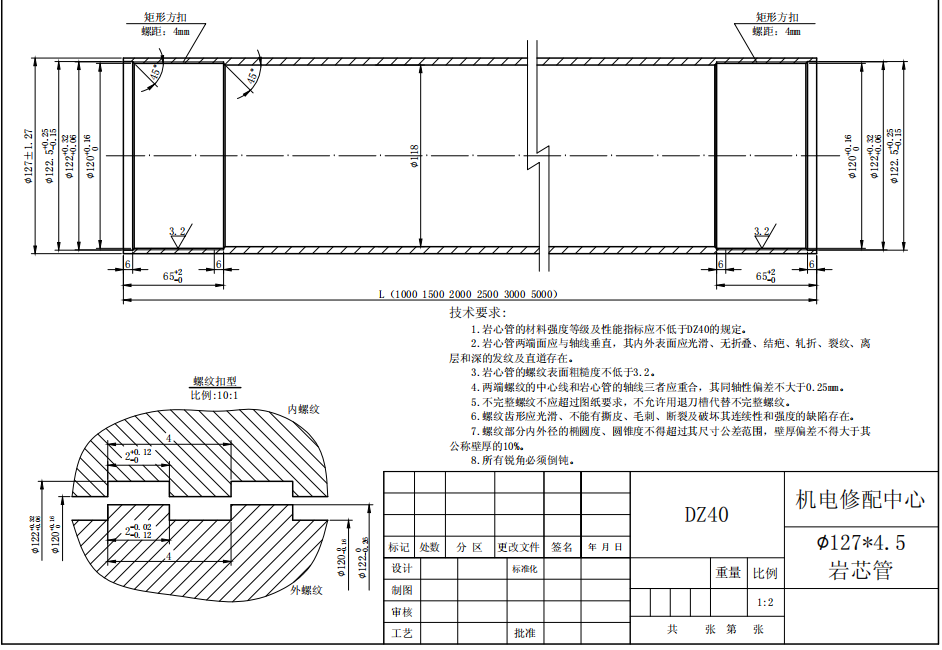 矩形方扣
螺距：4mm
矩形方扣
螺距：4mm
45°
45°
φ127±1.27
φ122.5+0.25-0.15
φ122+0.32+0.06
φ120+0.16 0
φ118
φ120+0.16 0
φ122+0.32+0.06
φ122.5+0.25-0.15
3.2
3.2
6
6
6
6
65+2-0
65+2-0
L（1000 1500 2000 2500 3000 5000）
技术要求:
1.岩心管的材料强度等级及性能指标应不低于DZ40的规定。
2.岩心管两端面应与轴线垂直，其内外表面应光滑、无折叠、结疤、轧折、裂纹、离
层和深的发纹及直道存在。
3.岩心管的螺纹表面粗糙度不低于3.2。
4.两端螺纹的中心线和岩心管的轴线三者应重合，其同轴性偏差不大于0.25mm。
5.不完整螺纹不应超过图纸要求，不允许用退刀槽代替不完整螺纹。
6.螺纹齿形应光滑、不能有撕皮、毛刺、断裂及破坏其连续性和强度的缺陷存在。
7.螺纹部分内外径的椭圆度、圆锥度不得超过其尺寸公差范围，壁厚偏差不得大于其
公称壁厚的10%。
8.所有锐角必须倒钝。
螺纹扣型
比例:10:1
内螺纹
4
2+0.12-0
φ122+0.32+0.06
φ120+0.16 0
2-0.02-0.12
4
φ120 0-0.16
φ122 0-0.26
外螺纹
标记 处数 分 区 更改文件 签名 年 月 日
设计 标准化
制图
审核
工艺 批准
DZ40
重量 比例
1:2
共 张 第 张
机电修配中心
Φ127*4.5
岩芯管